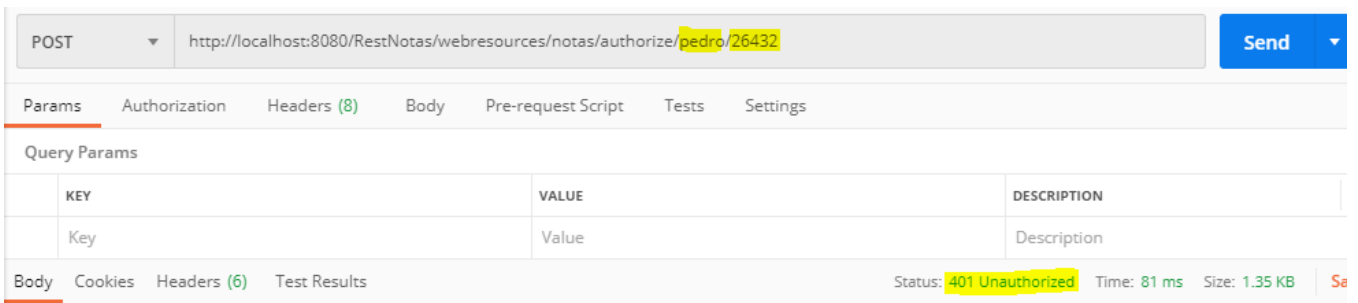 POST http://localhost:8080/RestNotas/webresources/notas/authorize/pedro/26432 Send
Params Authorization Headers (8) Body Pre-request Script Tests Settings
Query Params
KEY VALUE DESCRIPTION
Key Value Description
Body Cookies Headers (6) Test Results Status: 401 Unauthorized Time: 81 ms Size: 1.35 KB Sa